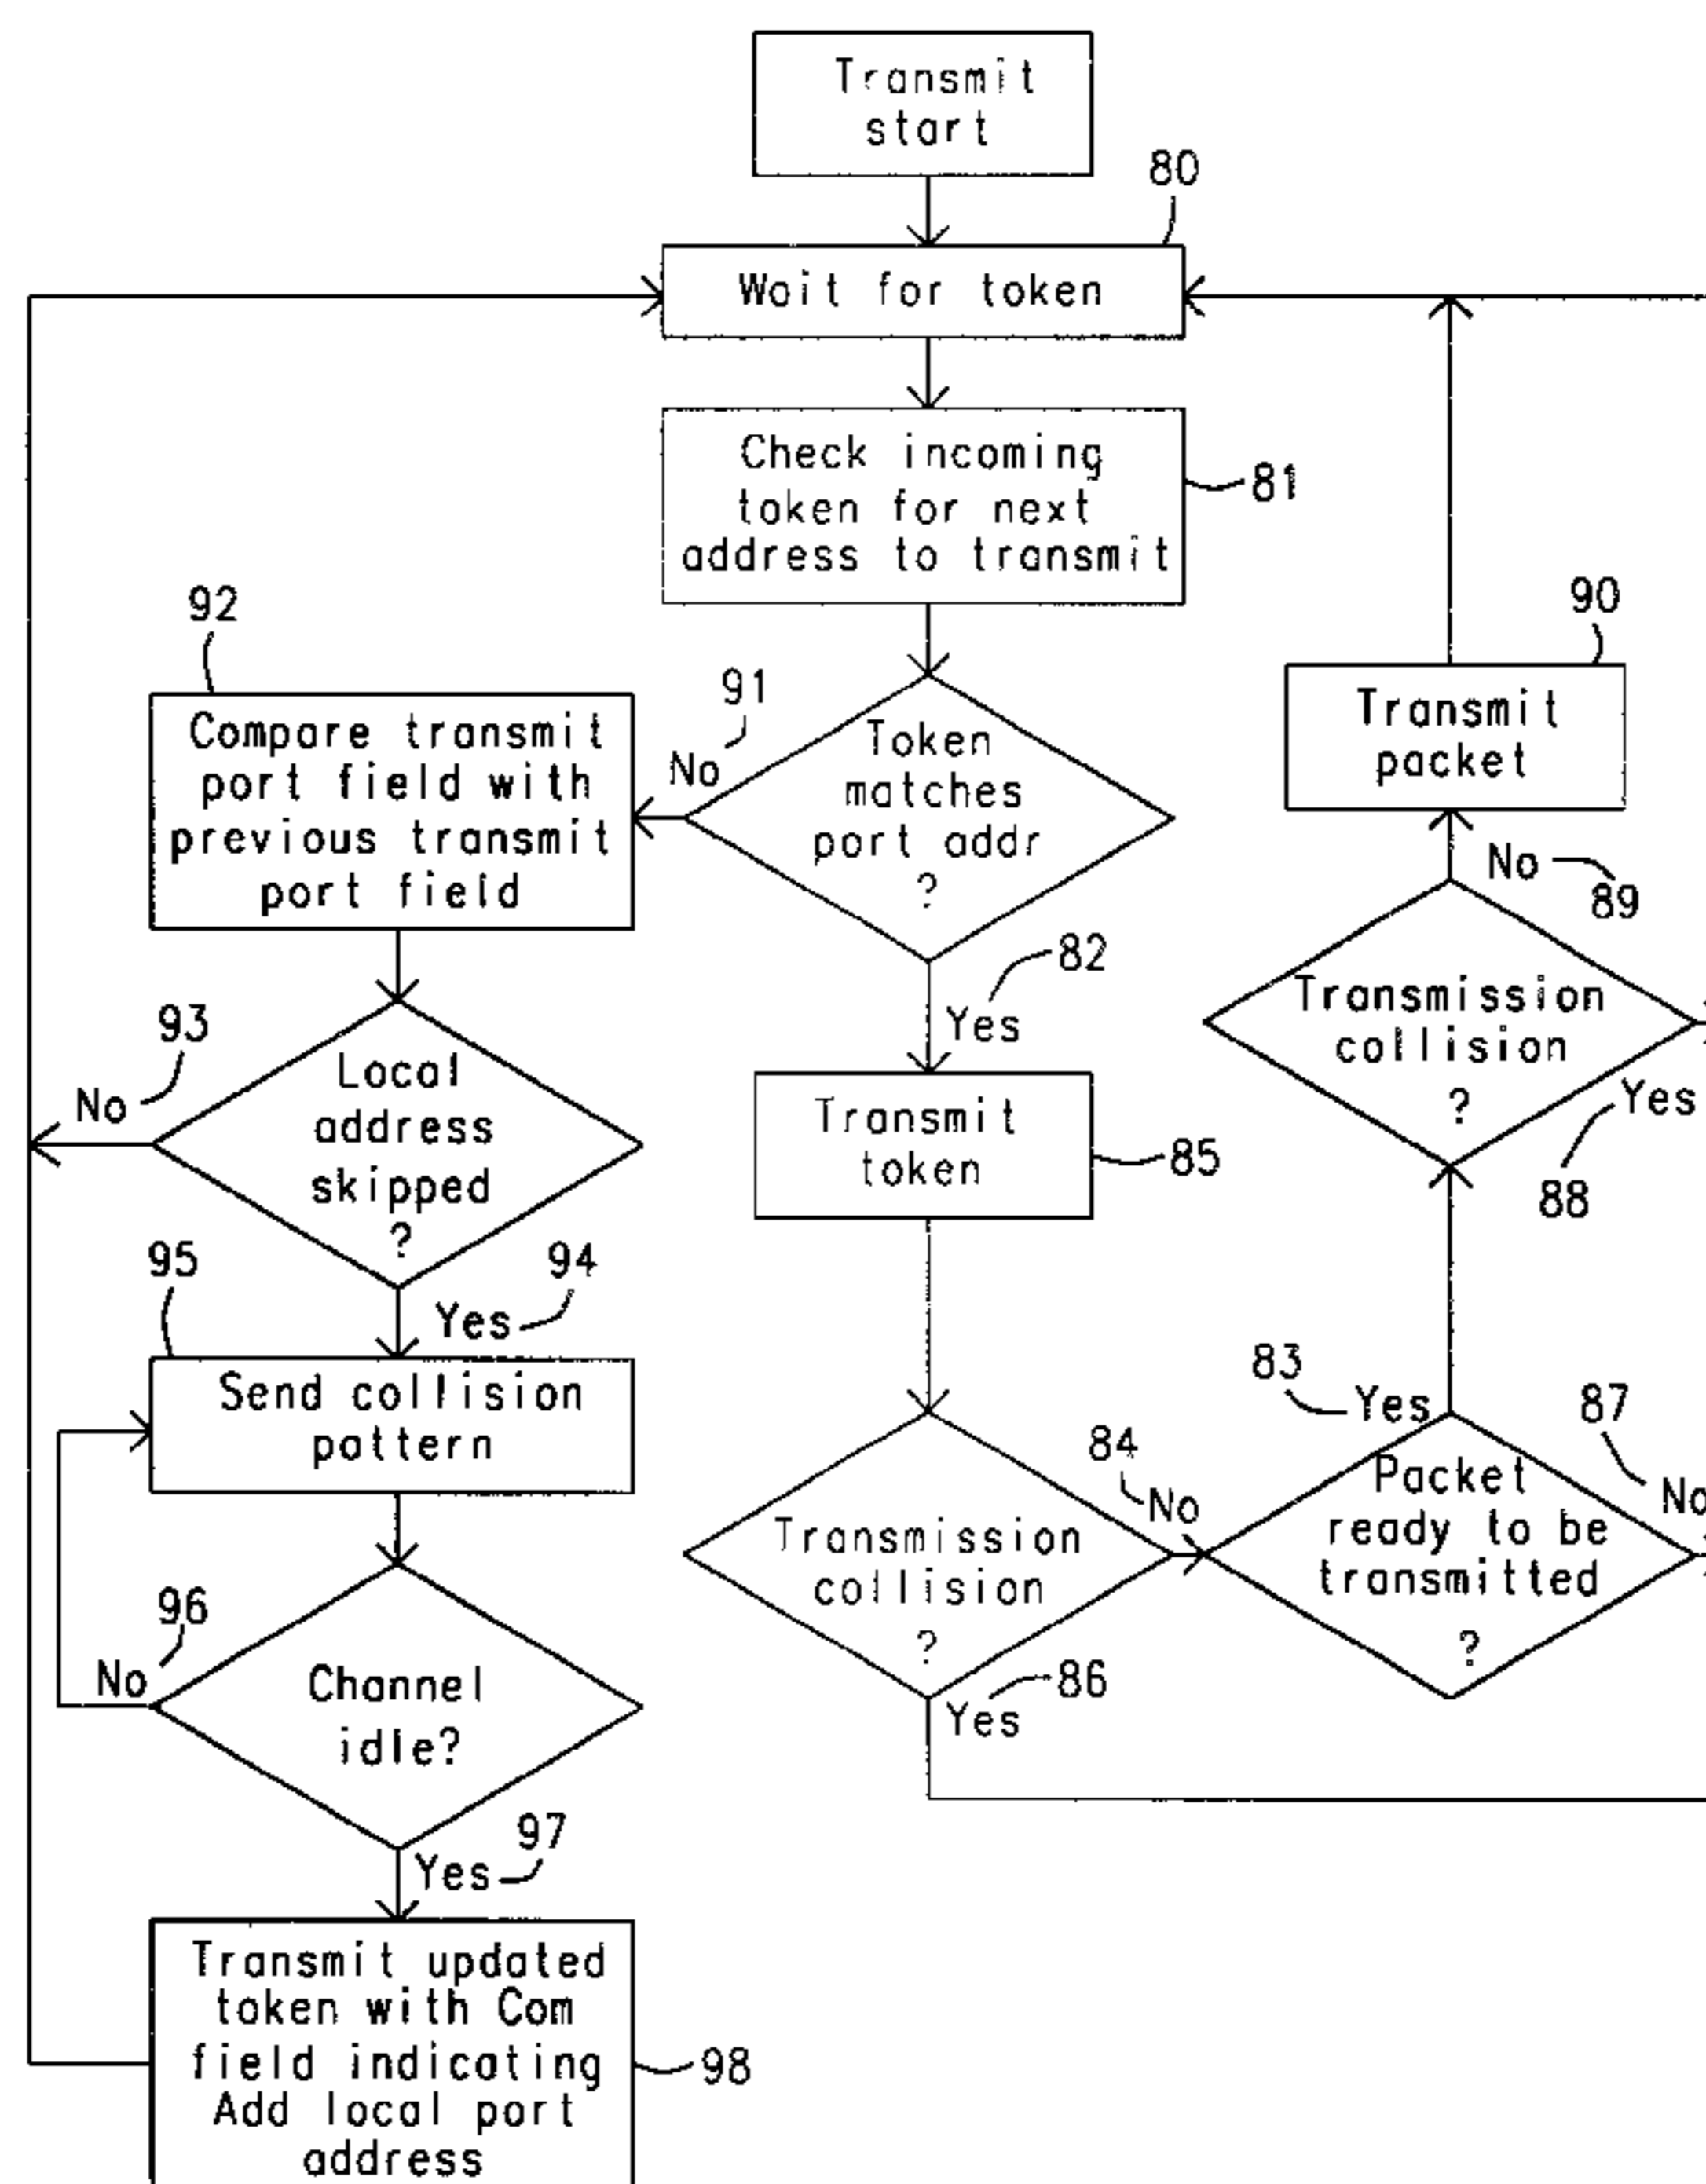 Transmit
start
80
Wait for token
Check incoming
token for next
address to transmit
81
92
91
90
Compare transmit
port field with
previous transmit
port field
No
Token
matches
port addr
?
Transmit
packet
No
89
82
Yes
93
No
Local
address
skipped
?
Transmission
collision
?
Yes
88
Transmit
token
85
95
94
Yes
Send collision
pattern
83
Yes
87
No
84
No
Packet
ready to be
transmitted
?
Transmission
collision
?
86
Yes
96
No
Channel
idle?
97
Yes
Transmit updated
token with Com
field indicating
Add local port
address
98